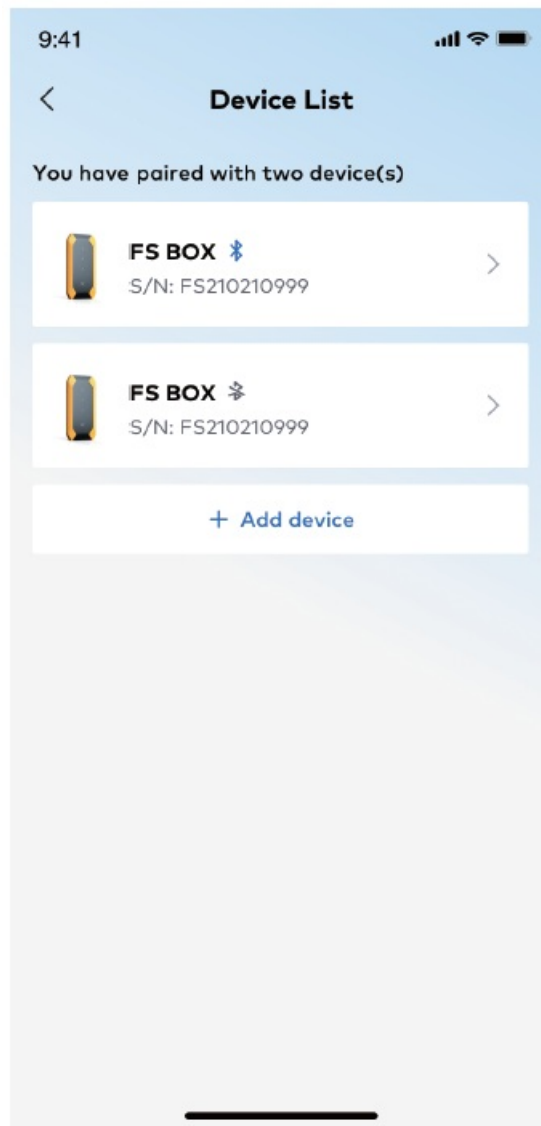 9:41
Device List
You have paired with two device(s)
FS BOX
S/N: FS210210999
FS BOX
S/N: FS210210999
+ Add device